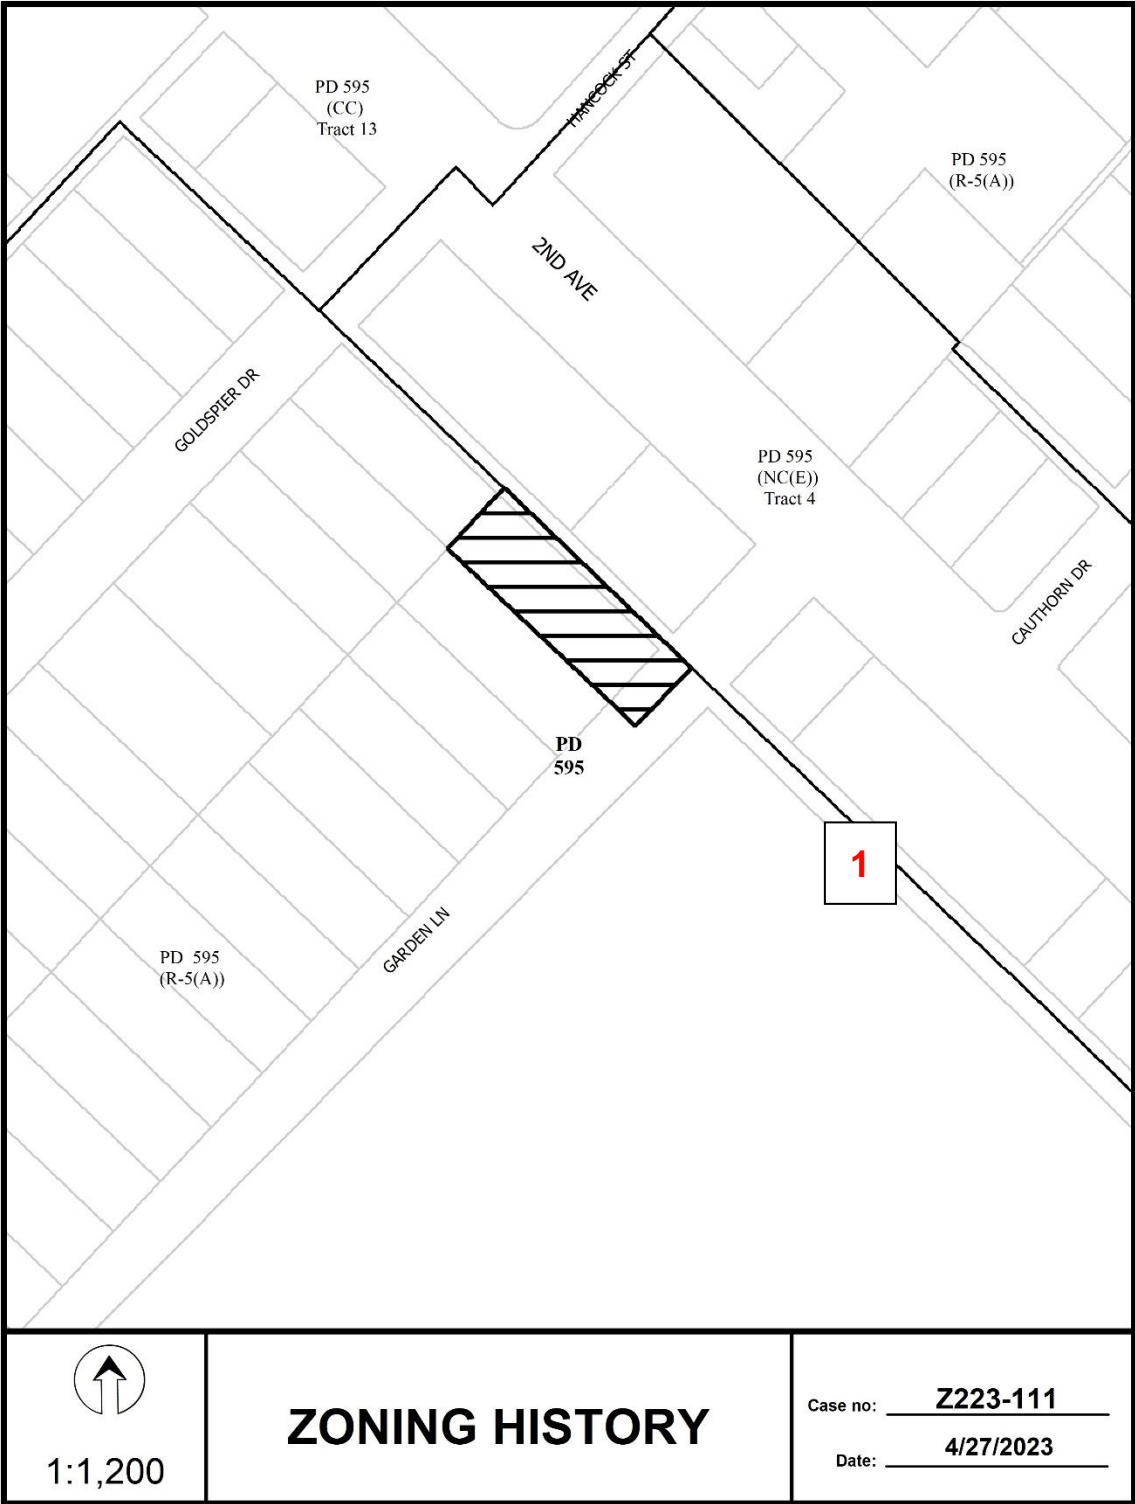 PD 595
(CC)
Tract 13
HANCOCK ST
PD 595
(R-5(A))
2ND AVE
GOLDSPIER DR
PD 595
(NC(E))
Tract 4
CAUTHORN DR
PD
595
1
GARDEN LN
PD 595
(R-5(A))
1:1,200
ZONING HISTORY
Case no: Z223-111
Date: 4/27/2023